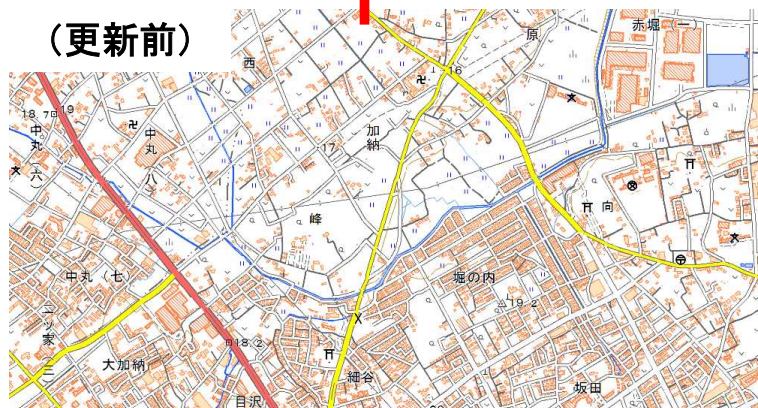 （更新前）
赤堀（一）
原
西
16
18.7
19
中丸（六）
中丸（八）
加納
17
峰
向
堀の内
中丸（七）
19.2
二ツ家（三）
18.2
大加納
細谷
坂田
日沢